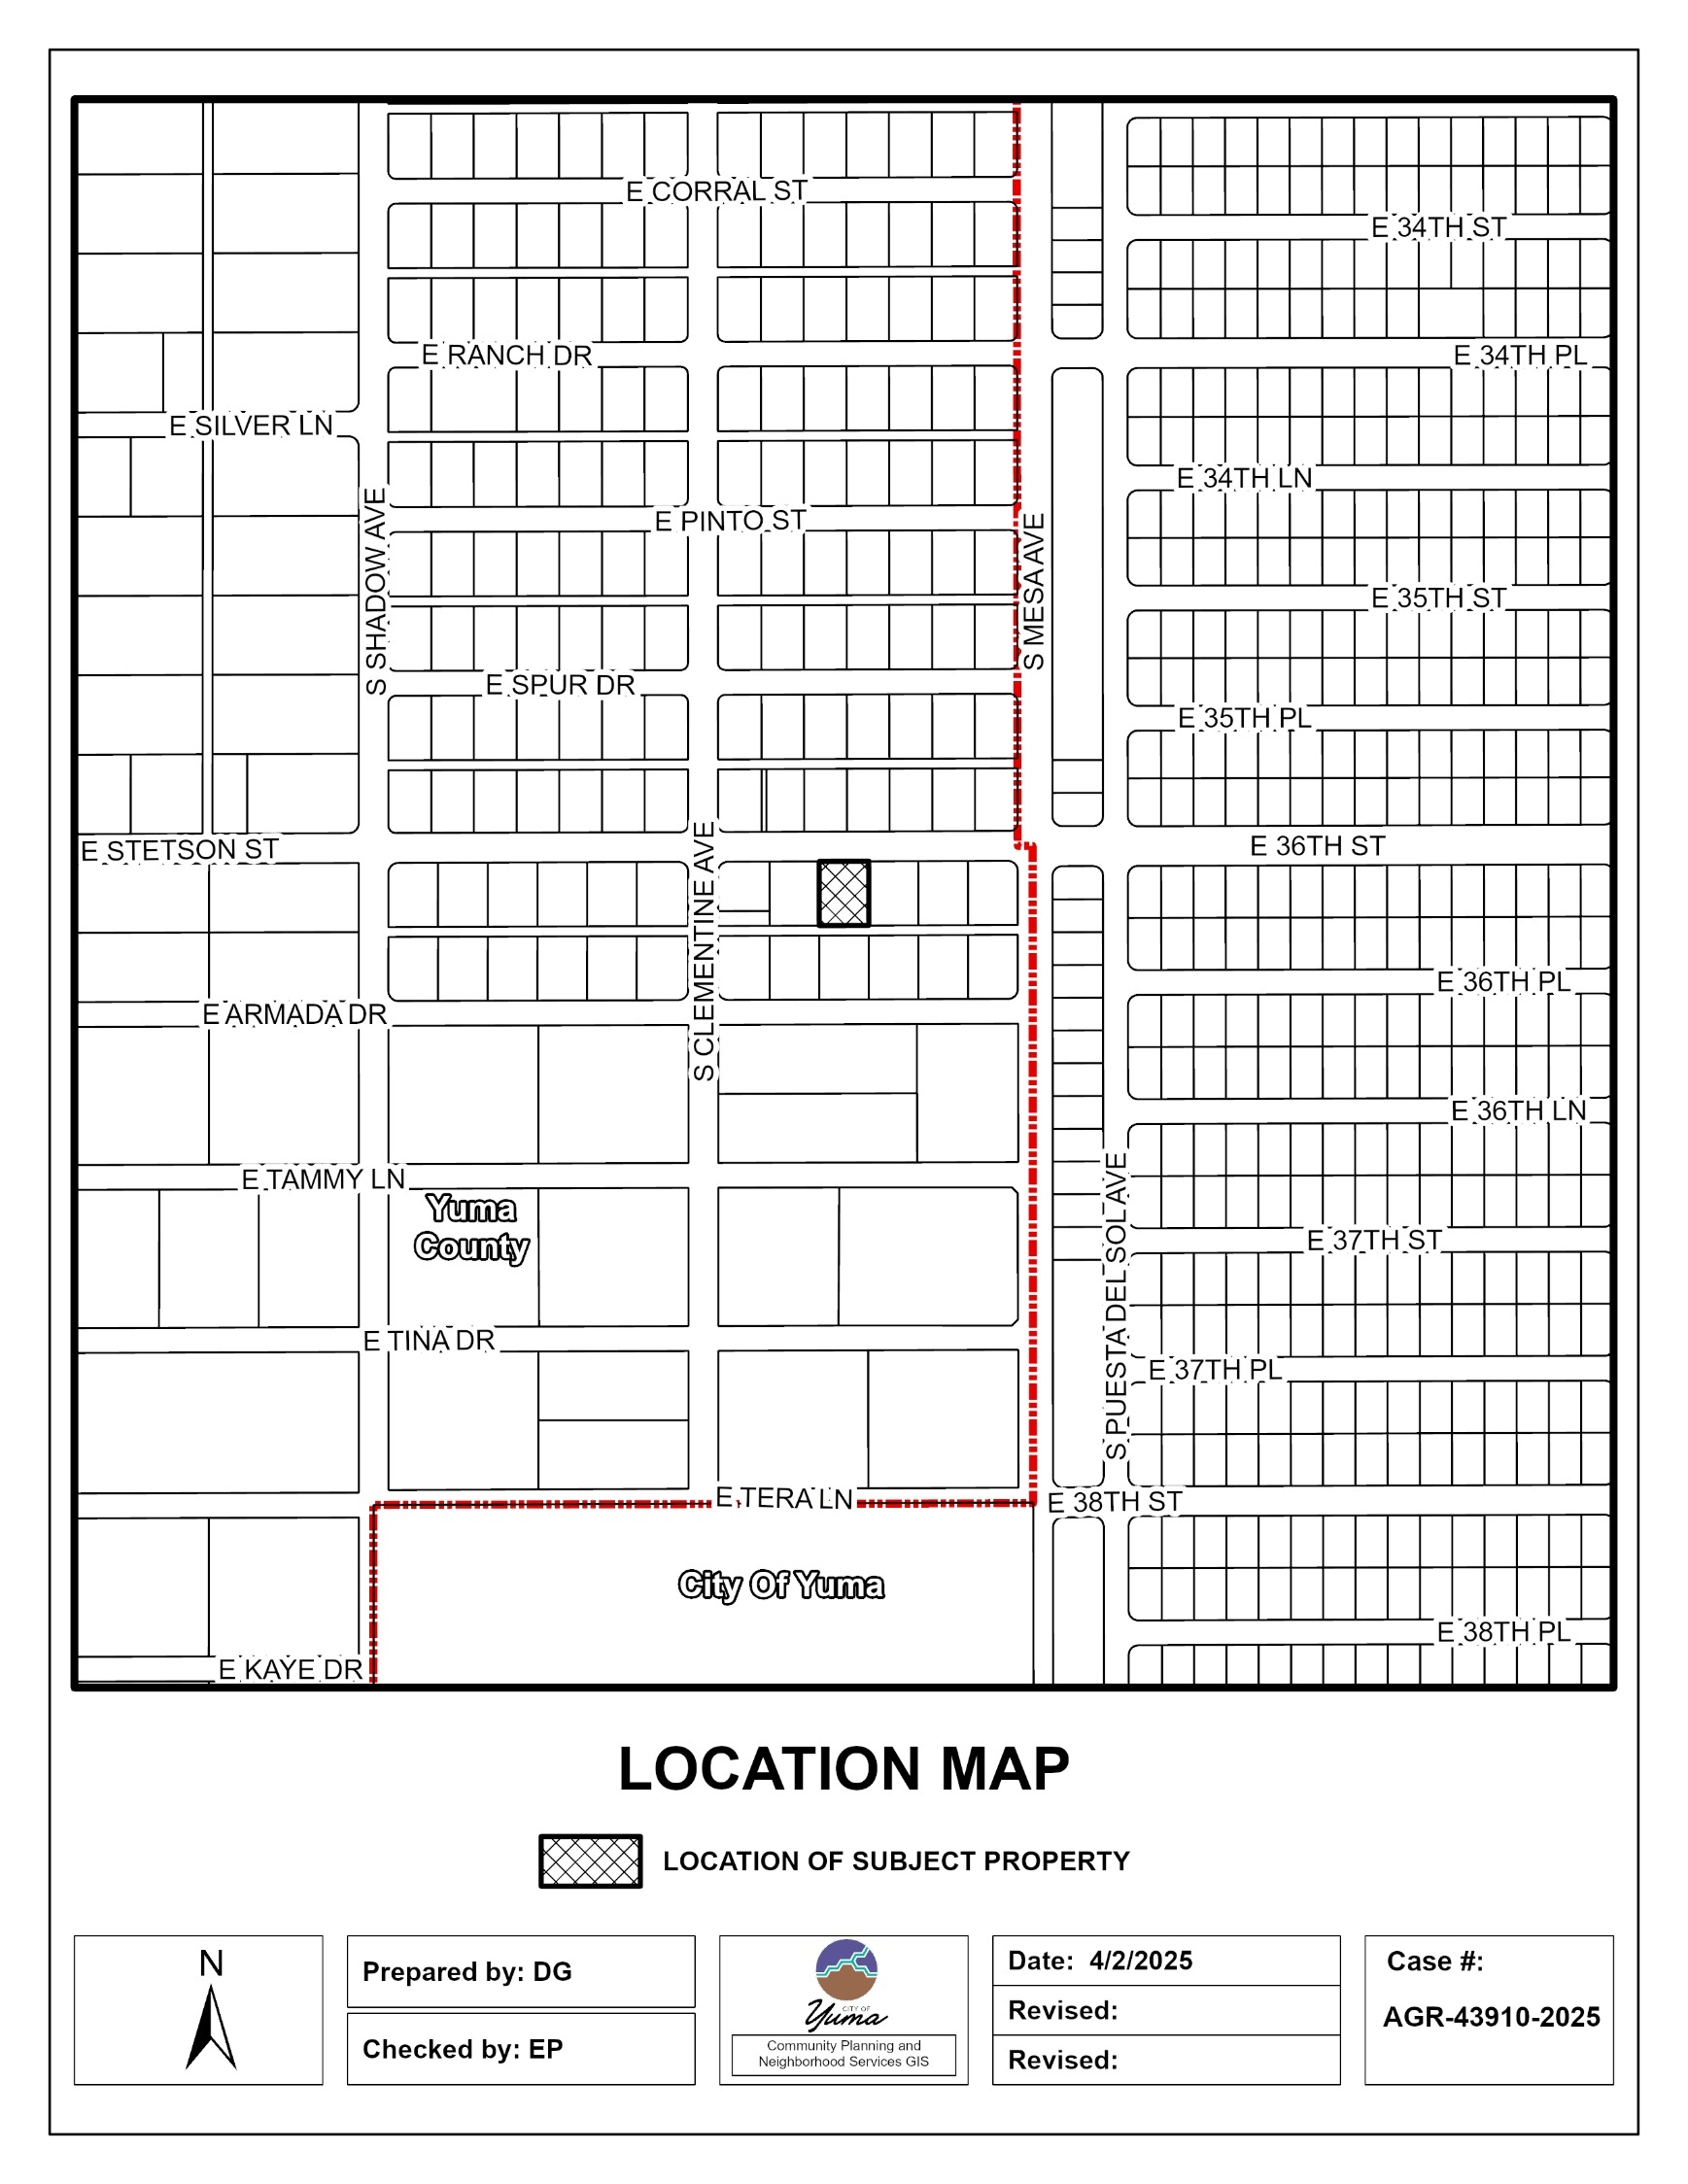 E CORRAL ST
E 34TH ST
E RANCH DR
E 34TH PL
E SILVER LN
E 34TH LN
S SHADOW AVE
E PINTO ST
S MESA AVE
E 35TH ST
E SPUR DR
E 35TH PL
E STETSON ST
S CLEMENTINE AVE
E 36TH ST
E 36TH PL
E ARMADA DR
E 36TH LN
E TAMMY LN
Yuma
County
S PUESTA DEL SOL AVE
E 37TH ST
E TINA DR
E 37TH PL
E TERA LN
E 38TH ST
City Of Yuma
E 38TH PL
E KAYE DR
LOCATION MAP
LOCATION OF SUBJECT PROPERTY
N
Prepared by: DG
Checked by: EP
CITY OF
Yuma
Community Planning and
Neighborhood Services GIS
Date: 4/2/2025
Revised:
Revised:
Case #:
AGR-43910-2025